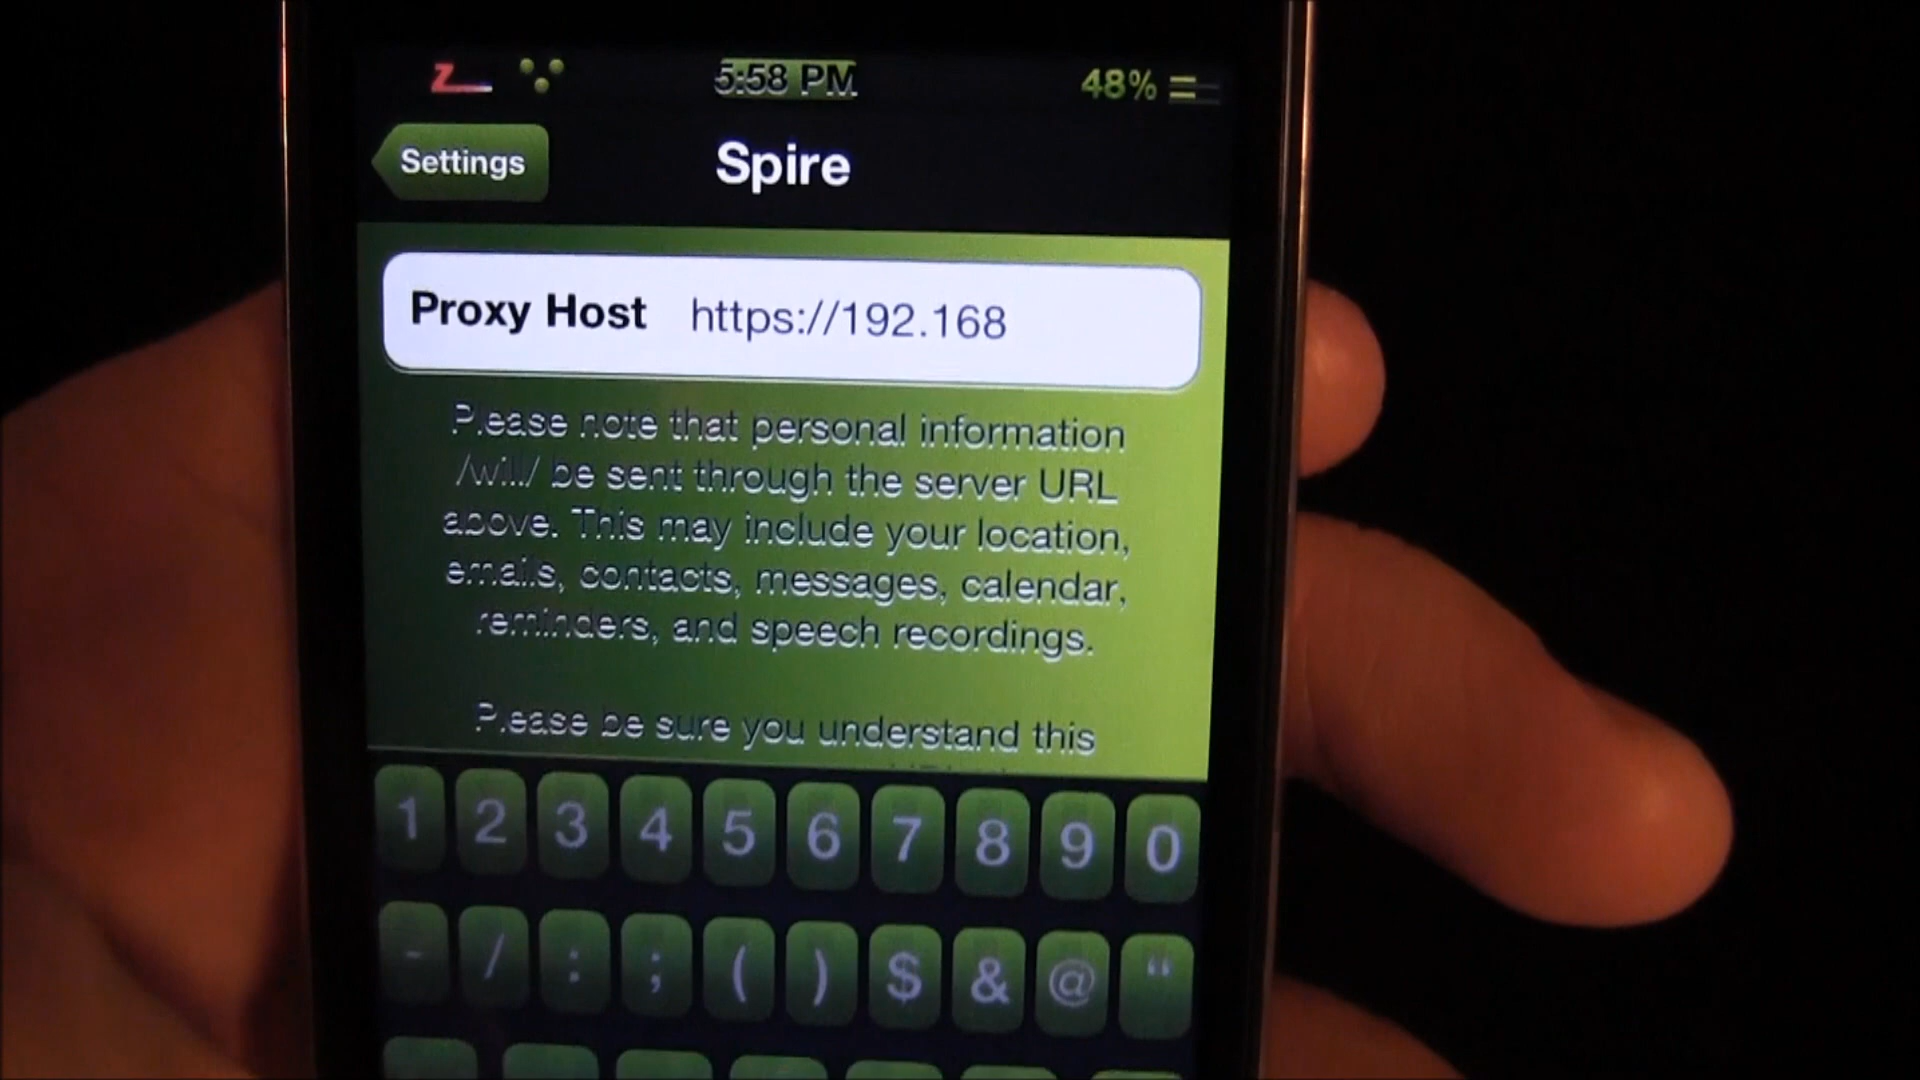 Z
5:58 PM
48%
Settings
Spire
Proxy Host https://192.168
Please note that personal information
/will/ be sent through the server URL
above. This may include your location,
emails, contacts, messages, calendar,
reminders, and speech recordings.
Please be sure you understand this
1 2 3 4 5 6 7 8 9 0
- / : ; ( ) $ & @ "